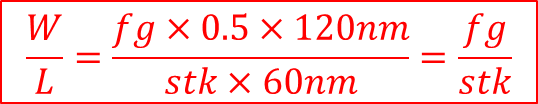 W/L = (fg × 0.5 × 120nm)/(stk × 60nm) = fg/stk